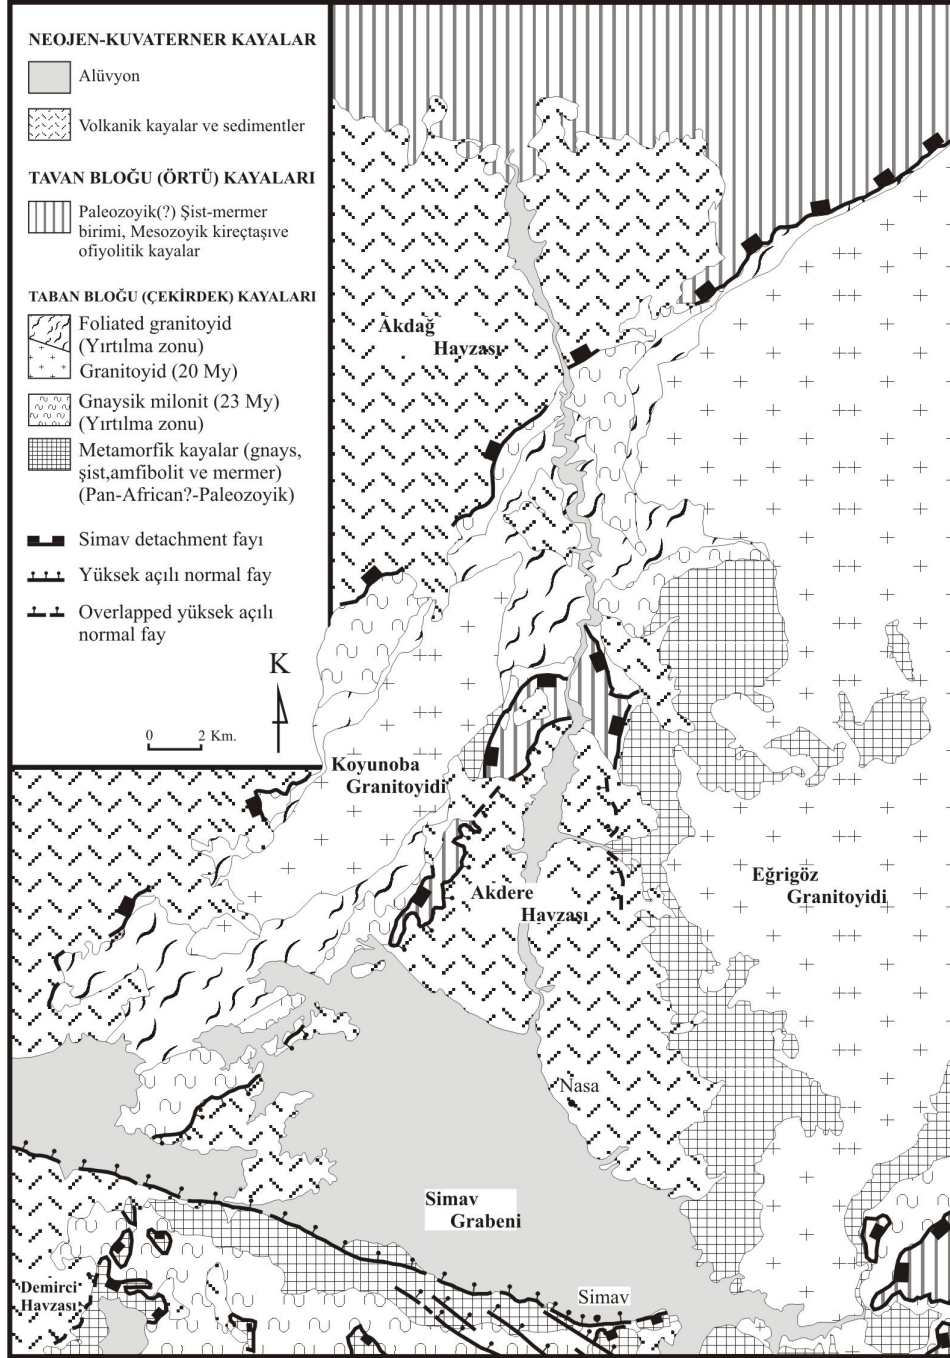 NEOJEN-KUVATERNER KAYALAR
Alüvyon
Volkanik kayalar ve sedimentler
TAVAN BLOĞU (ÖRTÜ) KAYALARI
Paleozoyik(?) Şist-mermer
birimi, Mesozoyik kireçtaşıve
ofiyolitik kayalar
TABAN BLOĞU (ÇEKİRDEK) KAYALARI
Foliated granitoyid
(Yırtılma zonu)
Granitoyid (20 My)
Gnaysik milonit (23 My)
(Yırtılma zonu)
Metamorfik kayalar (gnays,
şist,amfibolit ve mermer)
(Pan-African?-Paleozoyik)
Simav detachment fayı
Yüksek açılı normal fay
Overlapped yüksek açılı
normal fay
K
0 2 Km.
Akdağ
Havzası
Koyunoba
Granitoyidi
Akdere
Havzası
Eğrigöz
Granitoyidi
Nasa
Simav
Grabeni
Demirci
Havzası
Simav